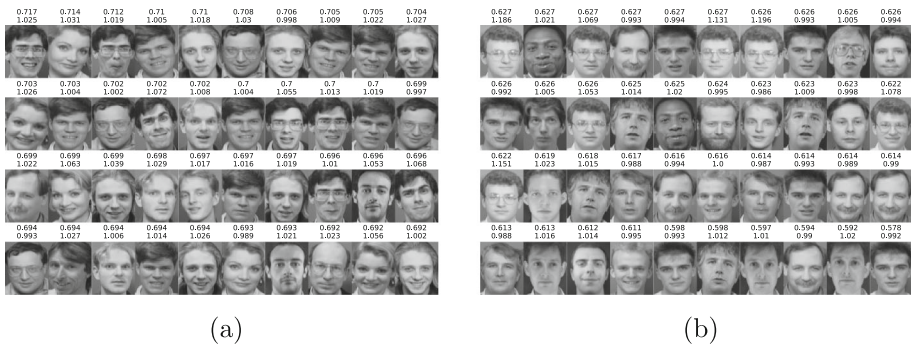 0.717 0.714 0.712 0.71 0.71 0.708 0.706 0.705 0.705 0.704
1.025 1.031 1.019 1.005 1.018 1.03 0.998 1.009 1.022 1.027
0.703 0.703 0.702 0.702 0.702 0.7 0.7 0.7 0.7 0.699
1.026 1.004 1.002 1.072 1.008 1.004 1.055 1.013 1.019 0.997
0.699 0.699 0.699 0.698 0.697 0.697 0.697 0.696 0.696 0.696
1.022 1.063 1.039 1.029 1.017 1.016 1.019 1.01 1.053 1.068
0.694 0.694 0.694 0.694 0.694 0.693 0.693 0.692 0.692 0.692
0.993 1.027 1.006 1.014 1.026 0.989 1.021 1.023 1.056 1.002
(a)
0.627 0.627 0.627 0.627 0.627 0.627 0.626 0.626 0.626 0.626
1.186 1.021 1.069 0.993 0.994 1.131 1.196 0.993 1.005 0.994
0.626 0.626 0.626 0.625 0.625 0.624 0.623 0.623 0.623 0.622
0.992 1.005 1.053 1.014 1.02 0.995 0.986 1.009 0.998 1.078
0.622 0.619 0.618 0.617 0.616 0.616 0.614 0.614 0.614 0.614
1.151 1.023 1.015 0.988 0.994 1.0 0.987 0.993 0.989 0.99
0.613 0.613 0.612 0.611 0.598 0.598 0.597 0.594 0.592 0.578
0.988 1.016 1.014 0.995 0.993 1.012 1.01 0.99 1.02 0.992
(b)